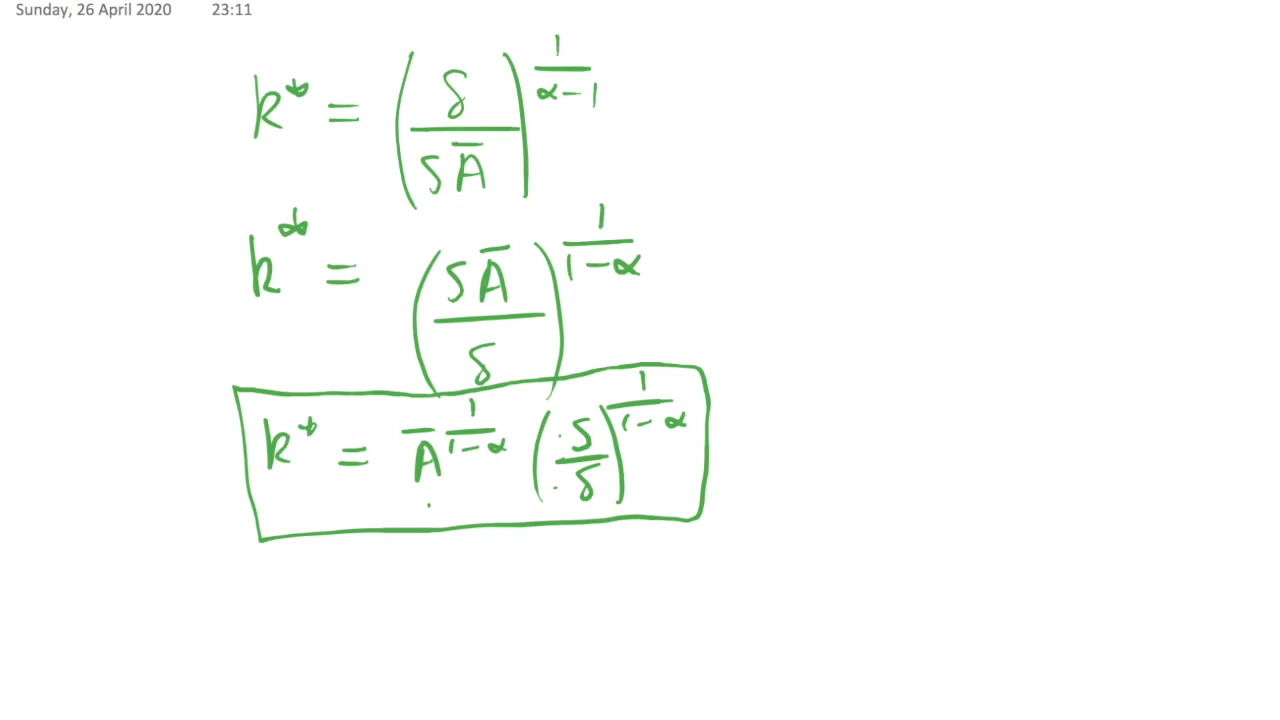 Sunday, 26 April 2020 23:11
k* = (δ / sĀ)^(1/(α-1))
k* = (sĀ / δ)^(1/(1-α))
k* = Ā^(1/(1-α)) (s / δ)^(1/(1-α))